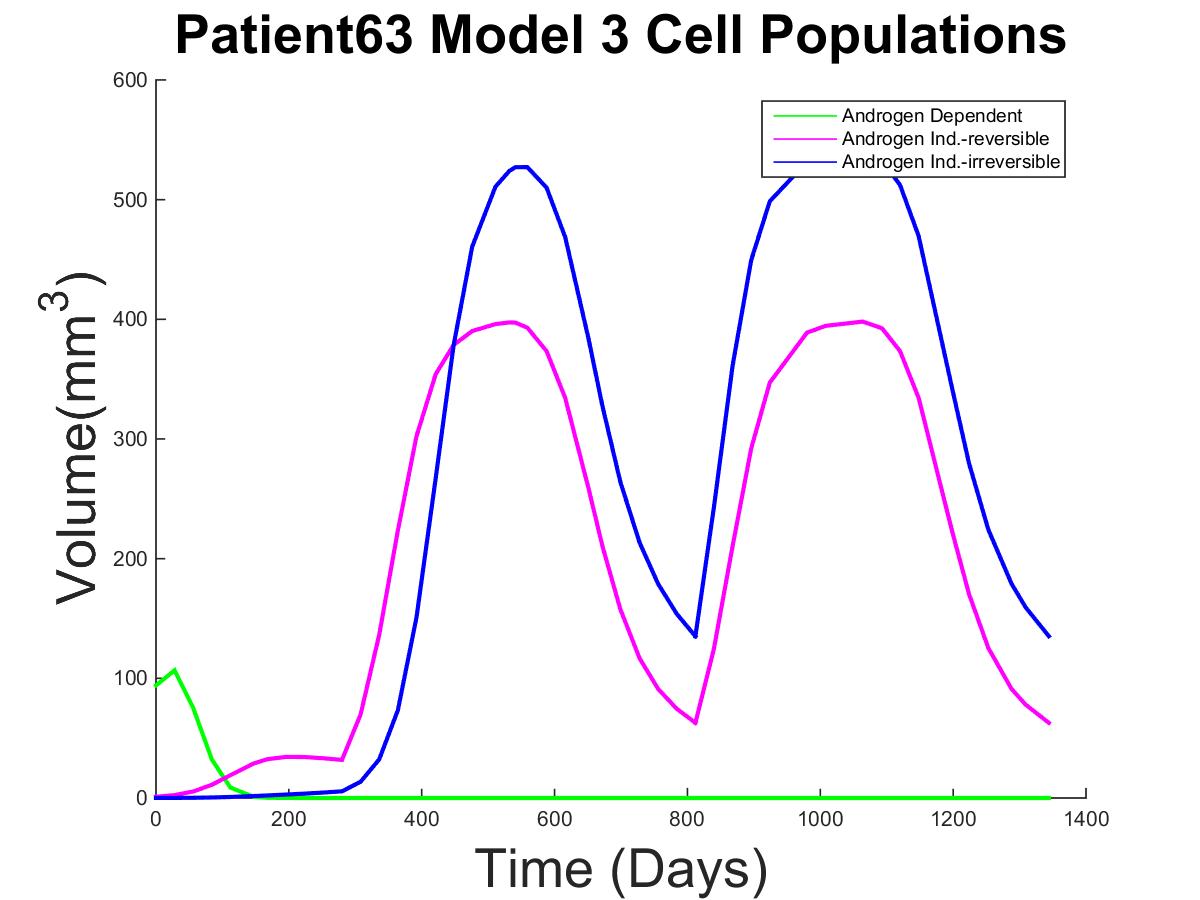 Patient63 Model 3 Cell Populations
600
500
400
300
200
100
0
Volume(mm³)
Androgen Dependent
Androgen Ind.-reversible
Androgen Ind.-irreversible
0 200 400 600 800 1000 1200 1400
Time (Days)